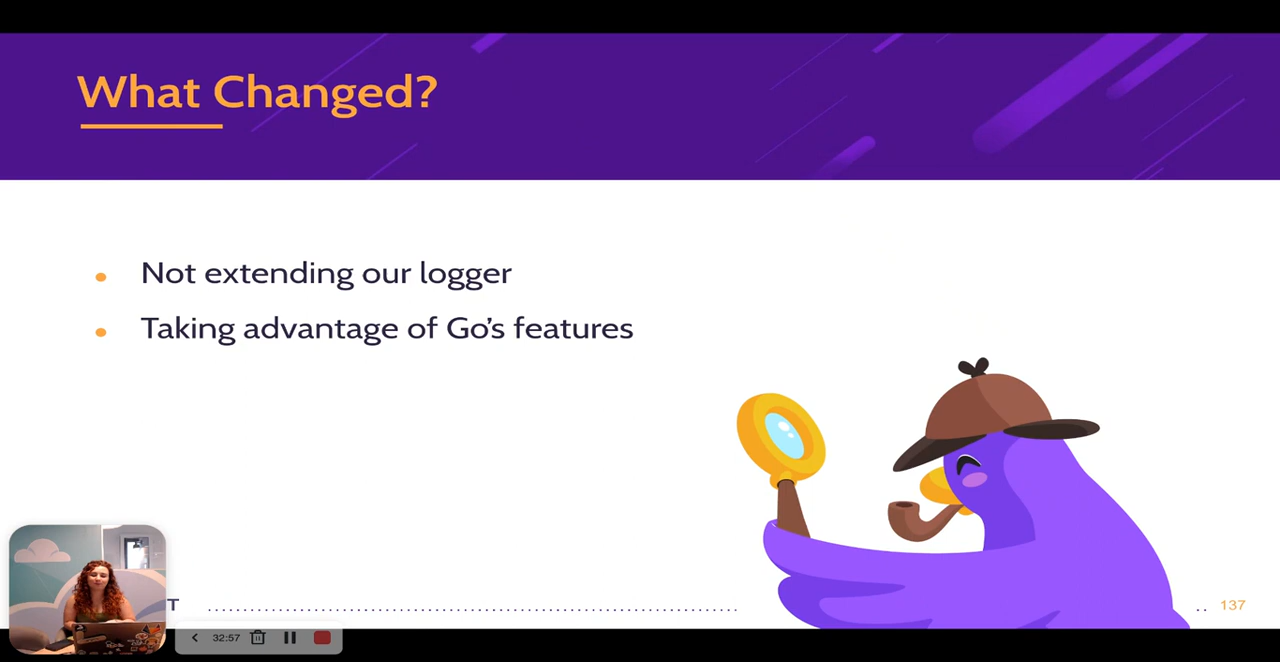 What Changed?
Not extending our logger
Taking advantage of Go's features
T
137
32:57